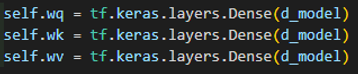 self.wq = tf.keras.layers.Dense(d_model)
self.wk = tf.keras.layers.Dense(d_model)
self.wv = tf.keras.layers.Dense(d_model)